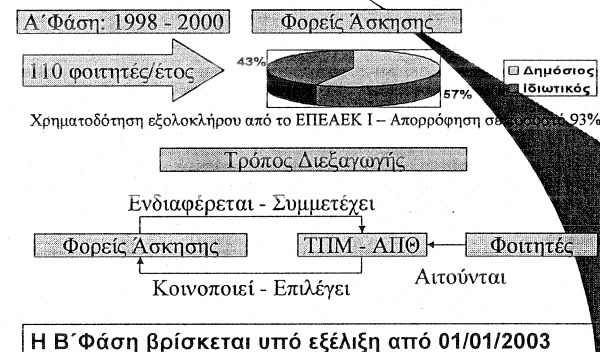 Α΄Φάση: 1998 - 2000
Φορείς Άσκησης
110 φοιτητές/έτος
43%
57%
Δημόσιος
Ιδιωτικός
Χρηματοδότηση εξολοκλήρου από το ΕΠΕΑΕΚ Ι – Απορρόφηση σε ποσοστό 93%
Τρόπος Διεξαγωγής
Ενδιαφέρεται - Συμμετέχει
Φορείς Άσκησης
ΤΠΜ - ΑΠΘ
Φοιτητές
Αιτούνται
Κοινοποιεί - Επιλέγει
Η Β΄Φάση βρίσκεται υπό εξέλιξη από 01/01/2003